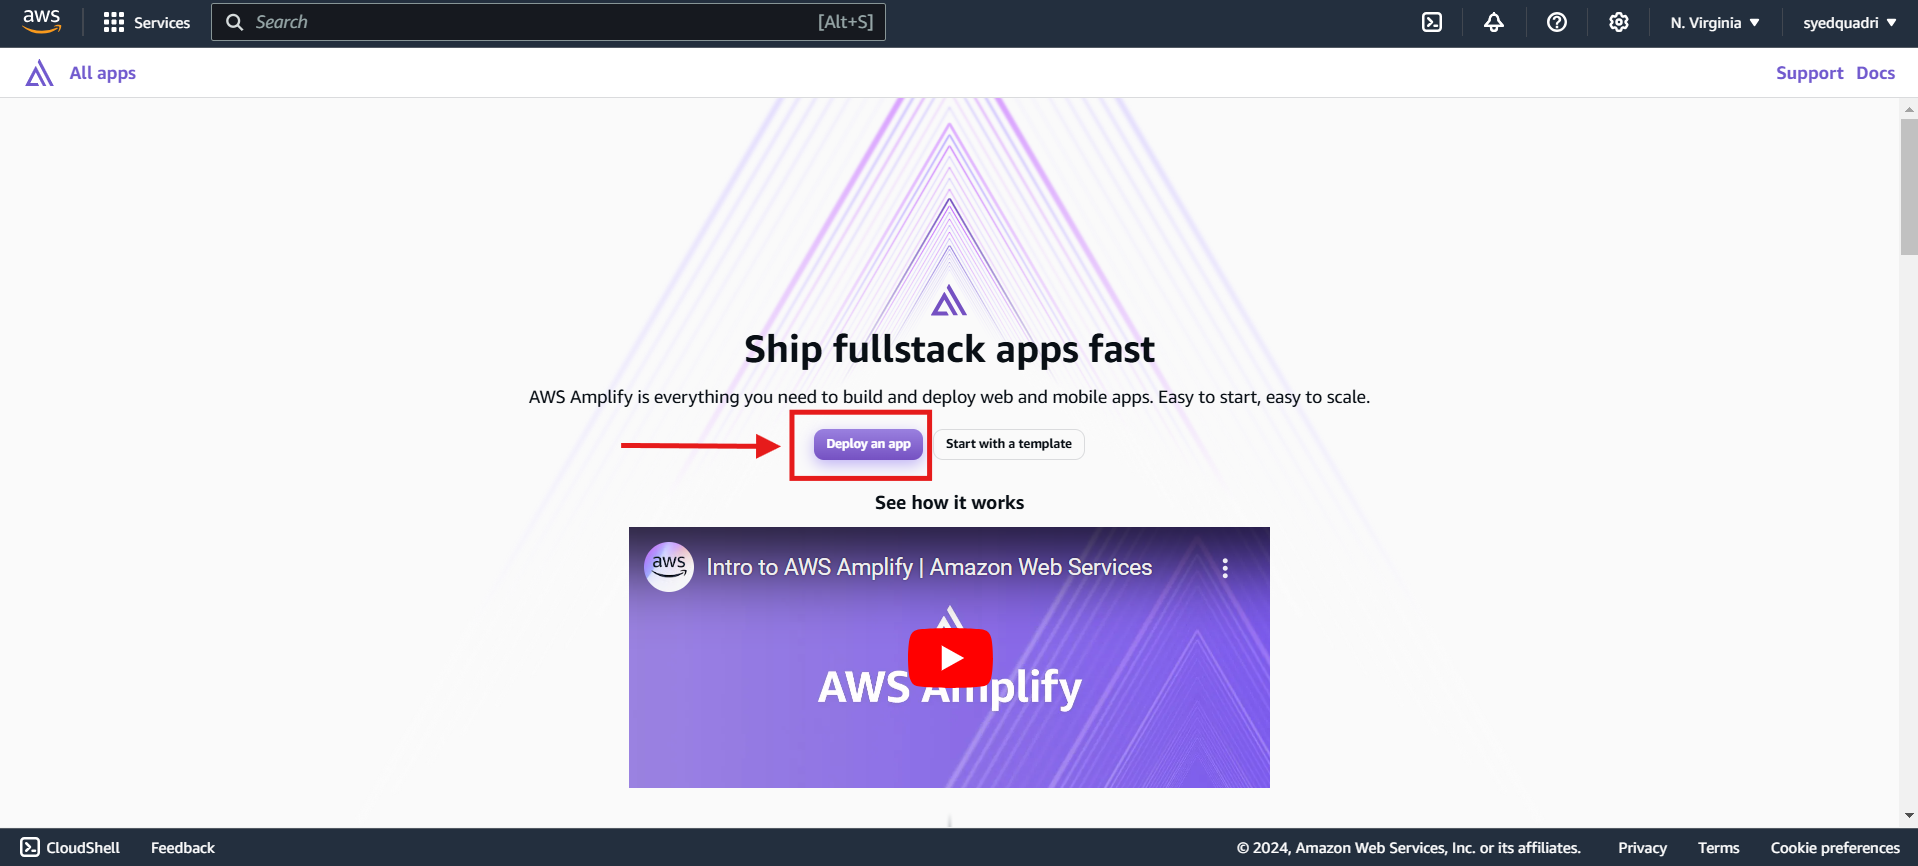 aws Services Search [Alt+S] N. Virginia syedquadri
All apps Support Docs
Ship fullstack apps fast
AWS Amplify is everything you need to build and deploy web and mobile apps. Easy to start, easy to scale.
Deploy an app Start with a template
See how it works
aws Intro to AWS Amplify | Amazon Web Services
AWS Amplify
CloudShell Feedback © 2024, Amazon Web Services, Inc. or its affiliates. Privacy Terms Cookie preferences